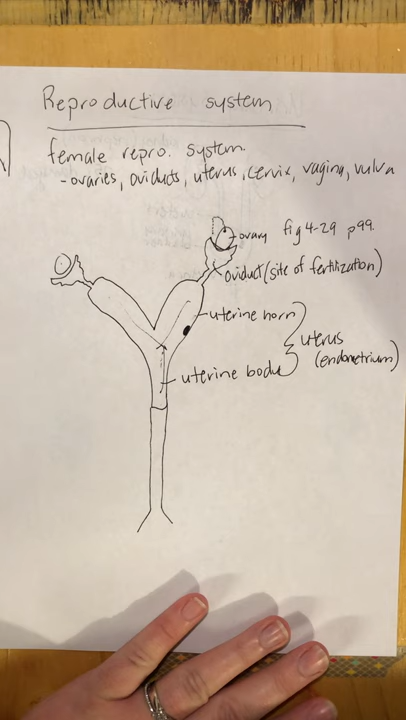 Reproductive system
female repro. system
- ovaries, oviducts, uterus, cervix, vagina, vulva
ovary fig 4-29 p99.
oviduct (site of fertilization)
uterine horn
uterus
(endometrium)
uterine body